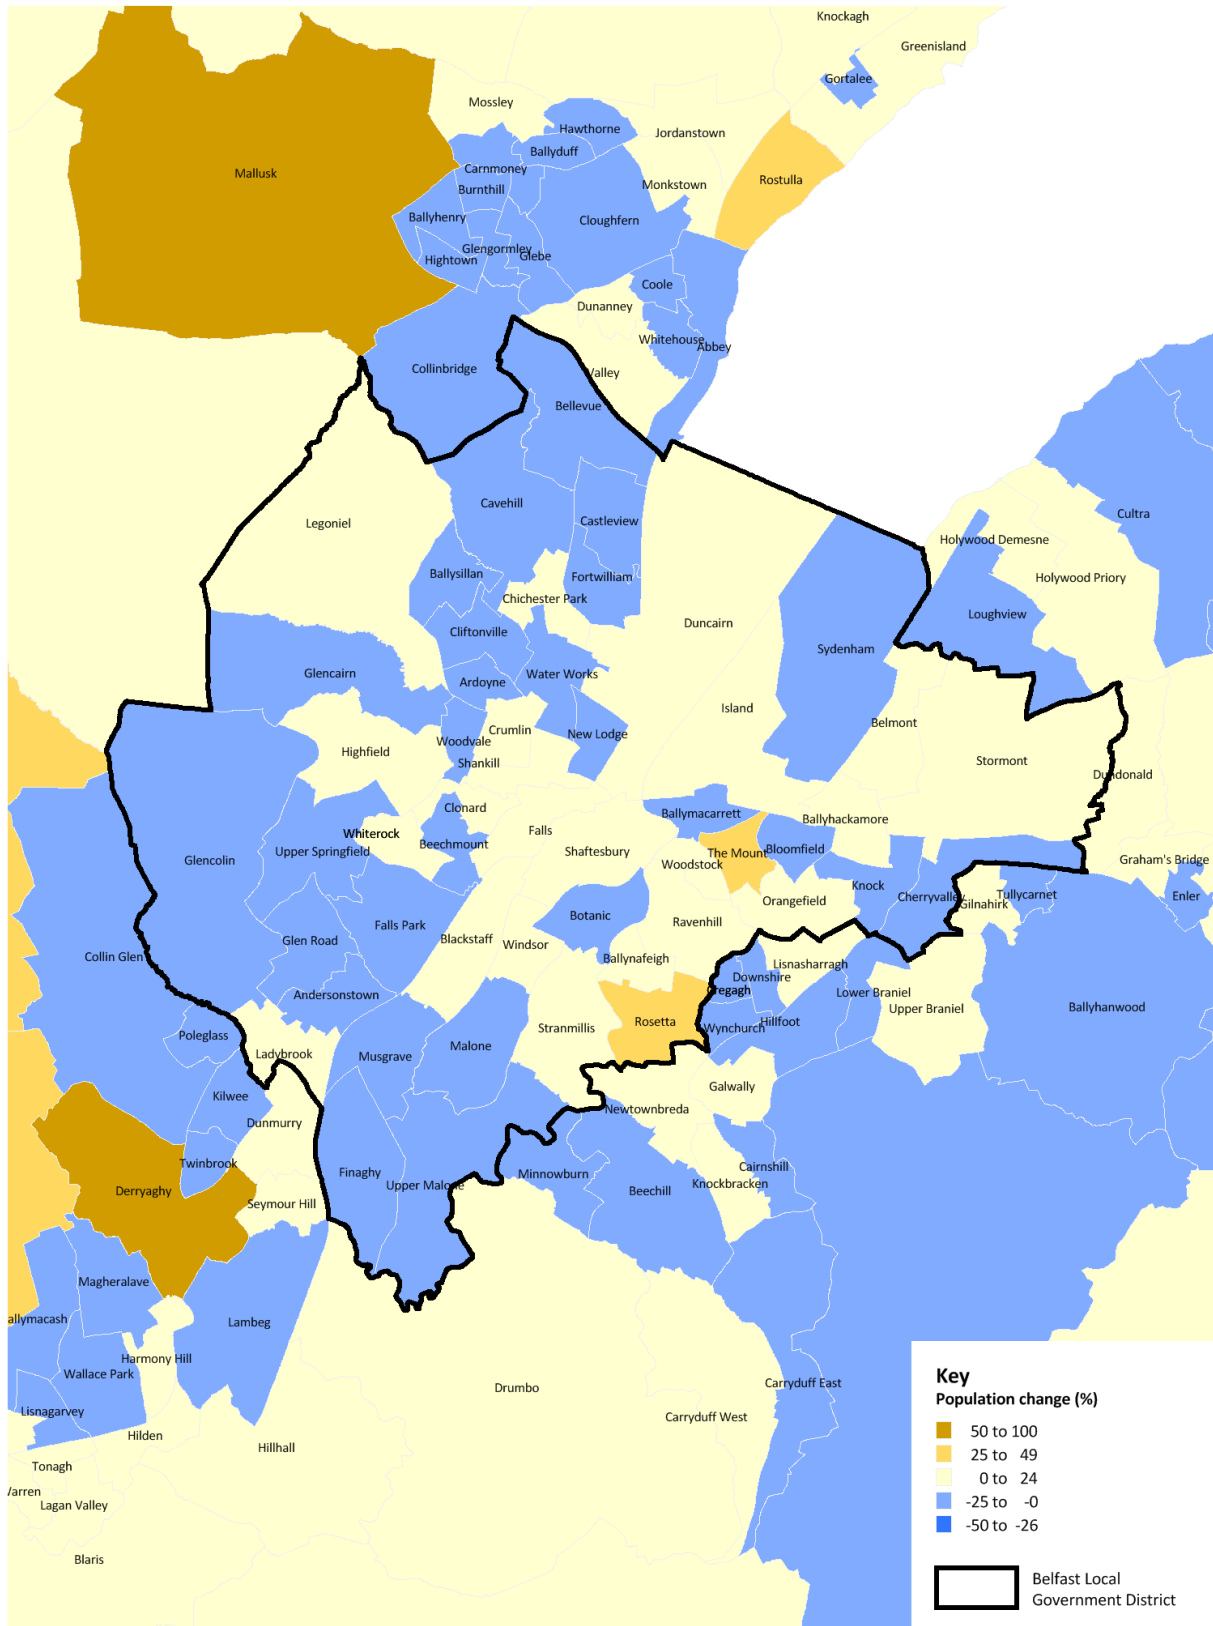 Knockagh
Greenisland
Gortalee
Mossley
Hawthorne
Jordanstown
Ballyduff
Carnmoney
Mallusk
Rostulla
Monkstown
Burnthill
Ballyhenry
Cloughfern
Glengormley
Glebe
Hightown
Coole
Dunanney
Whitehouse
Abbey
Collinbridge
Valley
Bellevue
Cavehill
Cultra
Castleview
Legoniel
Holywood Demesne
Ballysillan
Fortwilliam
Holywood Priory
Chichester Park
Loughview
Duncairn
Cliftonville
Sydenham
Glencairn
Water Works
Ardoyne
Island
Belmont
Crumlin
New Lodge
Woodvale
Highfield
Shankill
Stormont
Dundonald
Clonard
Ballymacarrett
Ballyhackamore
Whiterock
Falls
Beechmount
Upper Springfield
Shaftesbury
The Mount
Bloomfield
Glencolin
Graham's Bridge
Woodstock
Knock
Cherryvalley
Tullycarnet
Enler
Orangefield
Gilnahirk
Botanic
Falls Park
Ravenhill
Glen Road
Blackstaff
Windsor
Collin Glen
Ballynafeigh
Lisnasharragh
Downshire
Cregagh
Lower Braniel
Andersonstown
Ballyhanwood
Upper Braniel
Rosetta
Hillfoot
Wynchurch
Stranmillis
Poleglass
Malone
Ladybrook
Musgrave
Galwally
Kilwee
Newtownbreda
Dunmurry
Twinbrook
Cairnshill
Finaghy
Minnowburn
Knockbracken
Upper Malone
Derryaghy
Beechill
Seymour Hill
Magheralave
allymacash
Lambeg
Harmony Hill
Wallace Park
Carryduff East
Drumbo
Lisnagarvey
Carryduff West
Hilden
Hillhall
Tonagh
Warren
Lagan Valley
Blaris
Key
Population change (%)
50 to 100
25 to 49
0 to 24
-25 to -0
-50 to -26
Belfast Local
Government District